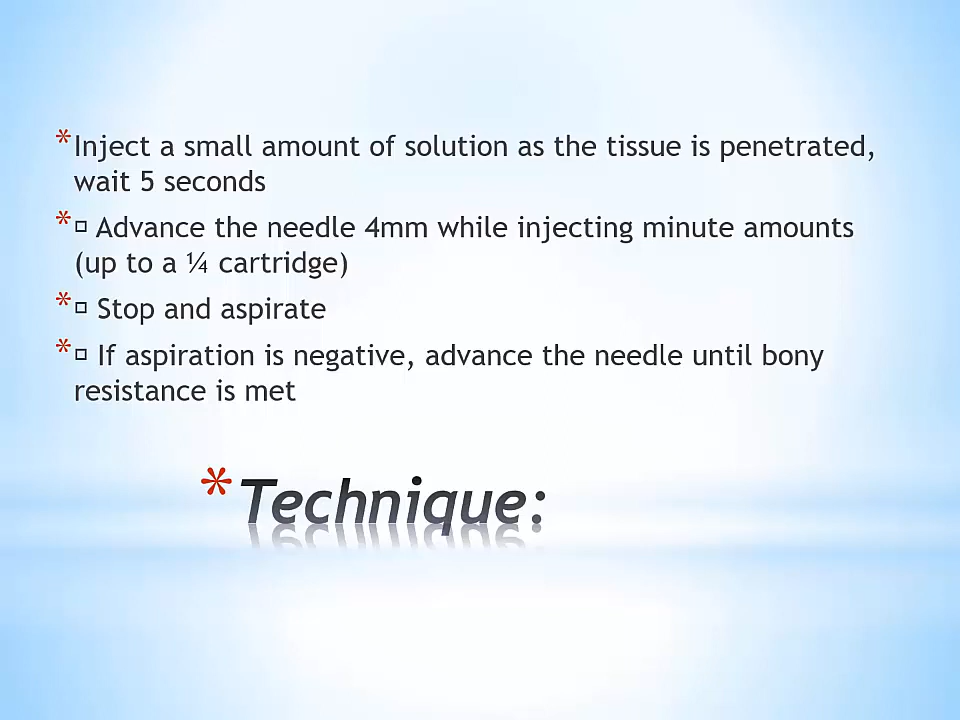 *Inject a small amount of solution as the tissue is penetrated,
wait 5 seconds
*□ Advance the needle 4mm while injecting minute amounts
(up to a ¼ cartridge)
*□ Stop and aspirate
*□ If aspiration is negative, advance the needle until bony
resistance is met
*Technique: